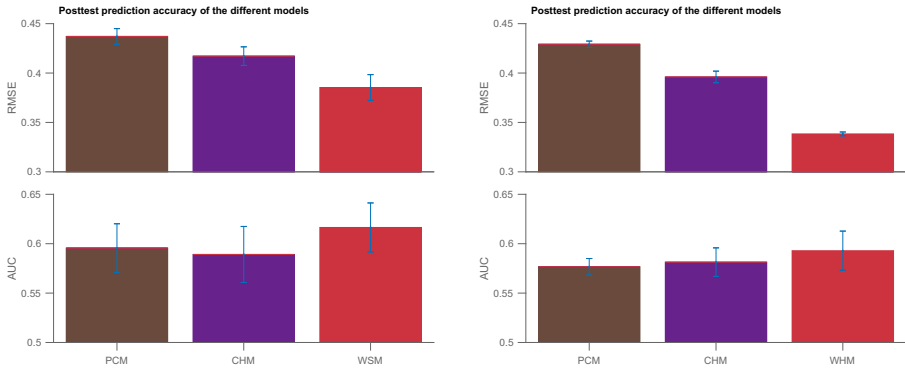 Posttest prediction accuracy of the different models
0.45
0.4
0.35
0.3
RMSE
0.65
0.6
0.55
0.5
AUC
PCM CHM WSM
Posttest prediction accuracy of the different models
0.45
0.4
0.35
0.3
RMSE
0.65
0.6
0.55
0.5
AUC
PCM CHM WHM